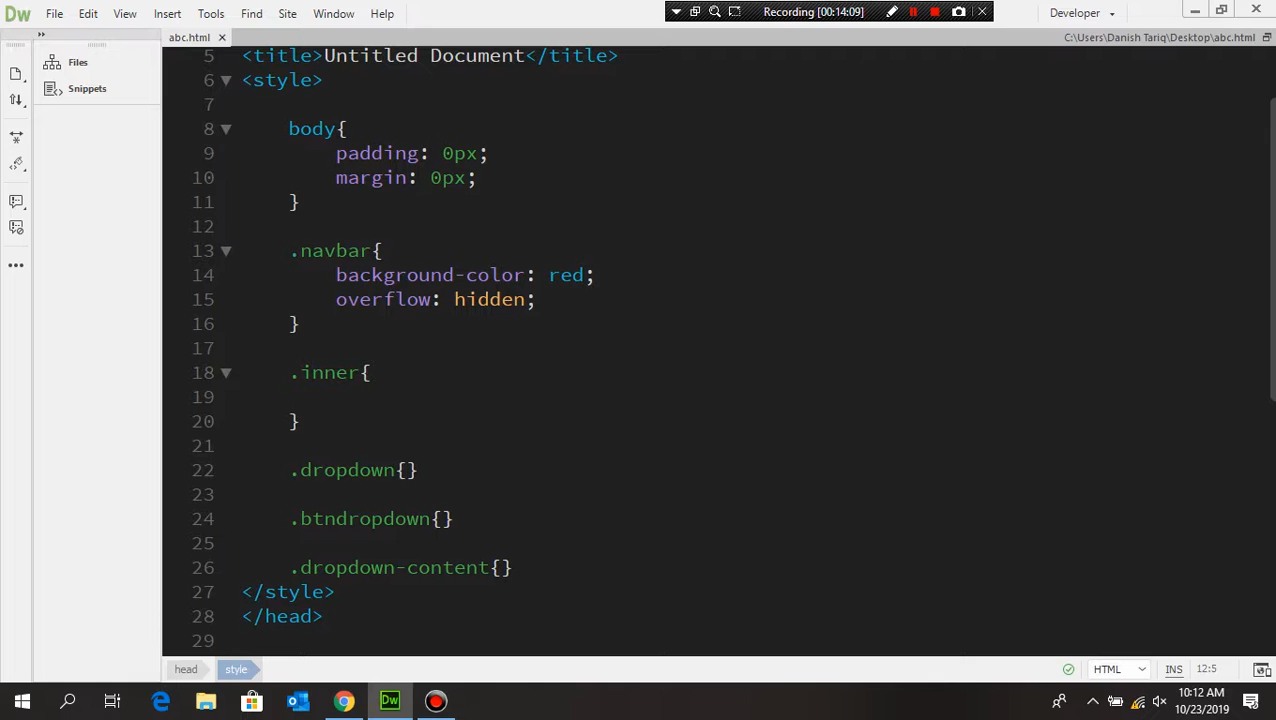 Dw File Edit View Insert Tools Find Site Window Help
Recording [00:14:09]
Developer
abc.html
C:\Users\Danish Tariq\Desktop\abc.html
Files
Snippets
5 <title>Untitled Document</title>
6 <style>
7
8 body{
9 padding: 0px;
10 margin: 0px;
11 }
12
13 .navbar{
14 background-color: red;
15 overflow: hidden;
16 }
17
18 .inner{
19
20 }
21
22 .dropdown{}
23
24 .btndropdown{}
25
26 .dropdown-content{}
27 </style>
28 </head>
29
head style
HTML INS 12:5
Dw
10:12 AM
10/23/2019